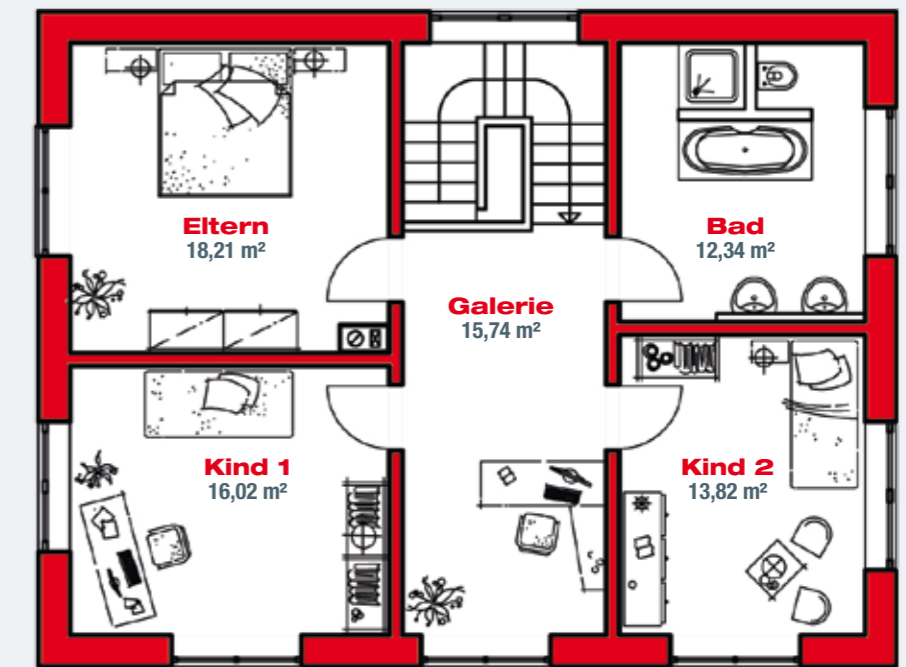 Eltern
18,21 m²
Bad
12,34 m²
Galerie
15,74 m²
Kind 1
16,02 m²
Kind 2
13,82 m²